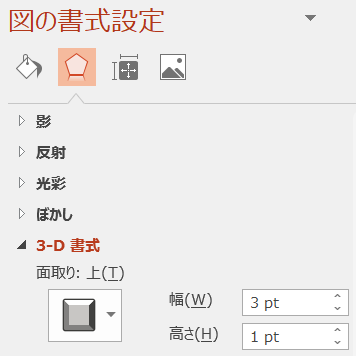 図の書式設定
影
反射
光彩
ぼかし
3-D 書式
面取り: 上(T)
幅(W) 3 pt
高さ(H) 1 pt